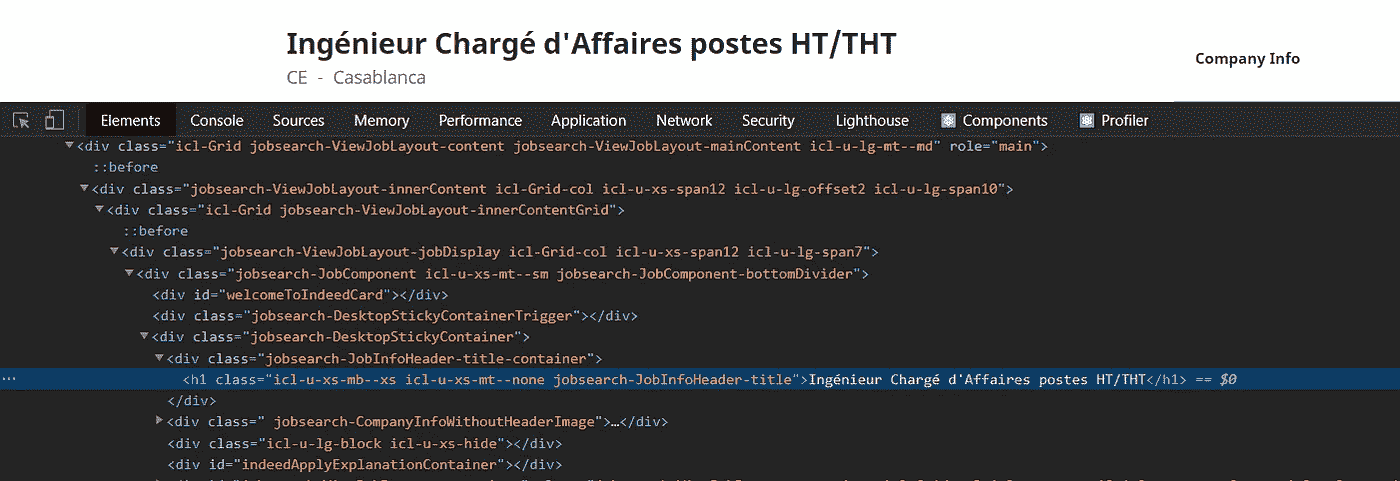 Ingénieur Chargé d'Affaires postes HT/THT
CE - Casablanca
Company Info
Elements Console Sources Memory Performance Application Network Security Lighthouse Components Profiler
<div class="icl-Grid jobsearch-ViewJobLayout-content jobsearch-ViewJobLayout-mainContent icl-u-lg-mt--md" role="main">
::before
<div class="jobsearch-ViewJobLayout-innerContent icl-Grid-col icl-u-xs-span12 icl-u-lg-offset2 icl-u-lg-span10">
<div class="icl-Grid jobsearch-ViewJobLayout-innerContentGrid">
::before
<div class="jobsearch-ViewJobLayout-jobDisplay icl-Grid-col icl-u-xs-span12 icl-u-lg-span7">
<div class="jobsearch-JobComponent icl-u-xs-mt--sm jobsearch-JobComponent-bottomDivider">
<div id="welcomeToIndeedCard"></div>
<div class="jobsearch-DesktopStickyContainerTrigger"></div>
<div class="jobsearch-DesktopStickyContainer">
<div class="jobsearch-JobInfoHeader-title-container">
<h1 class="icl-u-xs-mb--xs icl-u-xs-mt--none jobsearch-JobInfoHeader-title">Ingénieur Chargé d'Affaires postes HT/THT</h1> == $0
</div>
<div class=" jobsearch-CompanyInfoWithoutHeaderImage">…</div>
<div class="icl-u-lg-block icl-u-xs-hide"></div>
<div id="indeedApplyExplanationContainer"></div>